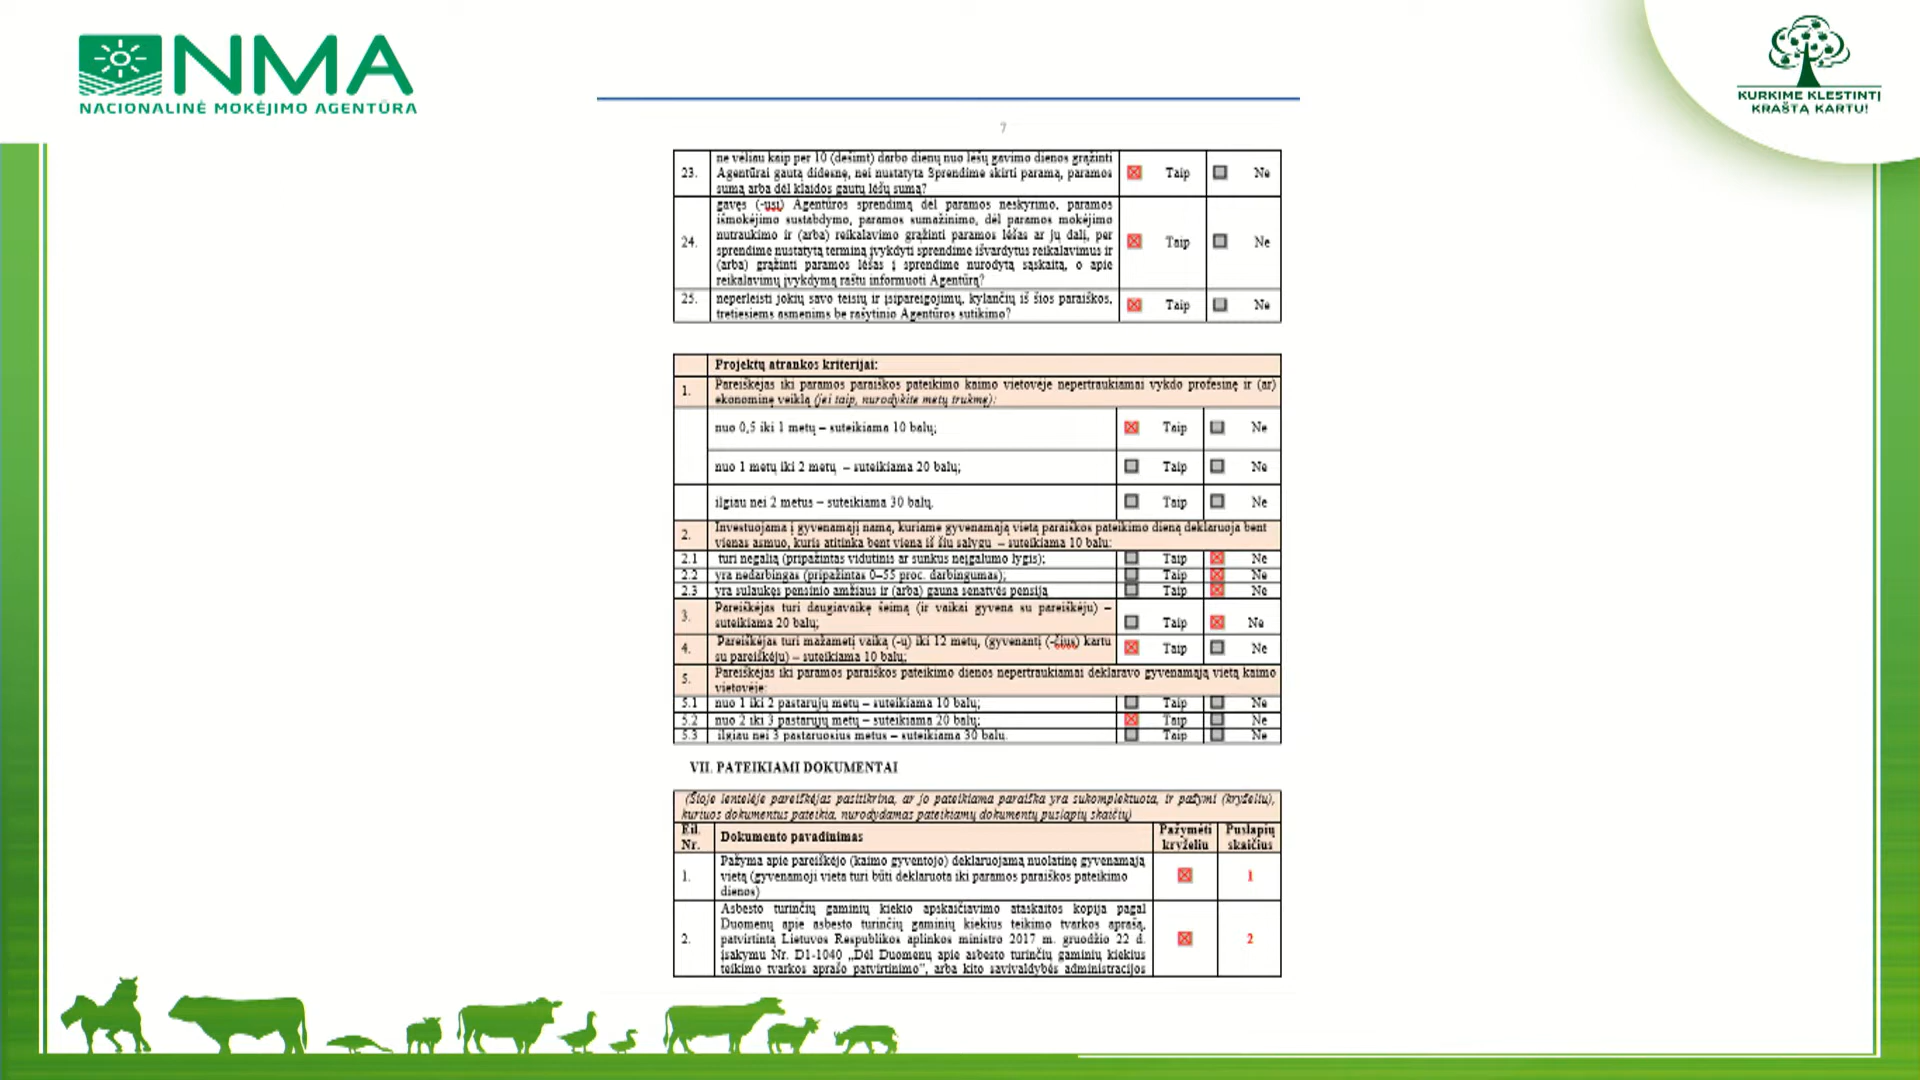 NMA
NACIONALINĖ MOKĖJIMO AGENTŪRA
KURKIME KLESTINTĮ
KRAŠTĄ KARTU!
7
23. ne vėliau kaip per 10 (dešimt) darbo dienų nuo lėšų gavimo dienos grąžinti
Agentūrai gautą didesnę, nei nustatyta Sprendime skirti paramą, paramos
sumą arba dėl klaidos gautų lėšų sumą? Taip Ne
24. gavęs (-usi) Agentūros sprendimą dėl paramos neskyrimo, paramos
išmokėjimo sustabdymo, paramos sumažinimo, dėl paramos mokėjimo
nutraukimo ir (arba) reikalavimo grąžinti paramos lėšas ar jų dalį, per
sprendime nustatytą terminą įvykdyti sprendime išvardytus reikalavimus ir
(arba) grąžinti paramos lėšas į sprendime nurodytą sąskaitą, o apie
reikalavimų įvykdymą raštu informuoti Agentūrą? Taip Ne
25. neperleisti jokių savo teisių ir įsipareigojimų, kylančių iš šios paraiškos,
tretiesiems asmenims be rašytinio Agentūros sutikimo? Taip Ne
Projektų atrankos kriterijai:
1. Pareiškėjas iki paramos paraiškos pateikimo kaimo vietovėje nepertraukiamai vykdo profesinę ir (ar)
ekonominę veiklą (jei taip, nurodykite metų trukmę):
nuo 0,5 iki 1 metų – suteikiama 10 balų; Taip Ne
nuo 1 metų iki 2 metų – suteikiama 20 balų; Taip Ne
ilgiau nei 2 metus – suteikiama 30 balų. Taip Ne
2. Investuojama į gyvenamąjį namą, kuriame gyvenamąją vietą paraiškos pateikimo dieną deklaruoja bent
vienas asmuo, kuris atitinka bent vieną iš šių sąlygų – suteikiama 10 balų:
2.1 turi negalią (pripažintas vidutinis ar sunkus neįgalumo lygis); Taip Ne
2.2 yra nedarbingas (pripažintas 0–55 proc. darbingumas); Taip Ne
2.3 yra sulaukęs pensinio amžiaus ir (arba) gauna senatvės pensiją Taip Ne
3. Pareiškėjas turi daugiavaikę šeimą (ir vaikai gyvena su pareiškėju) –
suteikiama 20 balų; Taip Ne
4. Pareiškėjas turi mažametį vaiką (-ų) iki 12 metų, (gyvenantį (-čius) kartu
su pareiškėju) – suteikiama 10 balų; Taip Ne
5. Pareiškėjas iki paramos paraiškos pateikimo dienos nepertraukiamai deklaravo gyvenamąją vietą kaimo
vietovėje:
5.1 nuo 1 iki 2 pastarųjų metų – suteikiama 10 balų; Taip Ne
5.2 nuo 2 iki 3 pastarųjų metų – suteikiama 20 balų; Taip Ne
5.3 ilgiau nei 3 pastaruosius metus – suteikiama 30 balų. Taip Ne
VII. PATEIKIAMI DOKUMENTAI
(Šioje lentelėje pareiškėjas pasitikrina, ar jo pateikiama paraiška yra sukomplektuota, ir pažymi (kryželiu),
kuriuos dokumentus pateikia, nurodydamas pateikiamų dokumentų puslapių skaičių)
Eil. Nr. Dokumento pavadinimas Pažymėti kryželiu Puslapių skaičius
1. Pažyma apie pareiškėjo (kaimo gyventojo) deklaruojamą nuolatinę gyvenamąją
vietą (gyvenamoji vieta turi būti deklaruota iki paramos paraiškos pateikimo
dienos) 1
2. Asbesto turinčių gaminių kiekio apskaičiavimo ataskaitos kopija pagal
Duomenų apie asbesto turinčių gaminių kiekius teikimo tvarkos aprašą,
patvirtintą Lietuvos Respublikos aplinkos ministro 2017 m. gruodžio 22 d.
įsakymu Nr. D1-1040 „Dėl Duomenų apie asbesto turinčių gaminių kiekius
teikimo tvarkos aprašo patvirtinimo”, arba kito savivaldybės administracijos 2